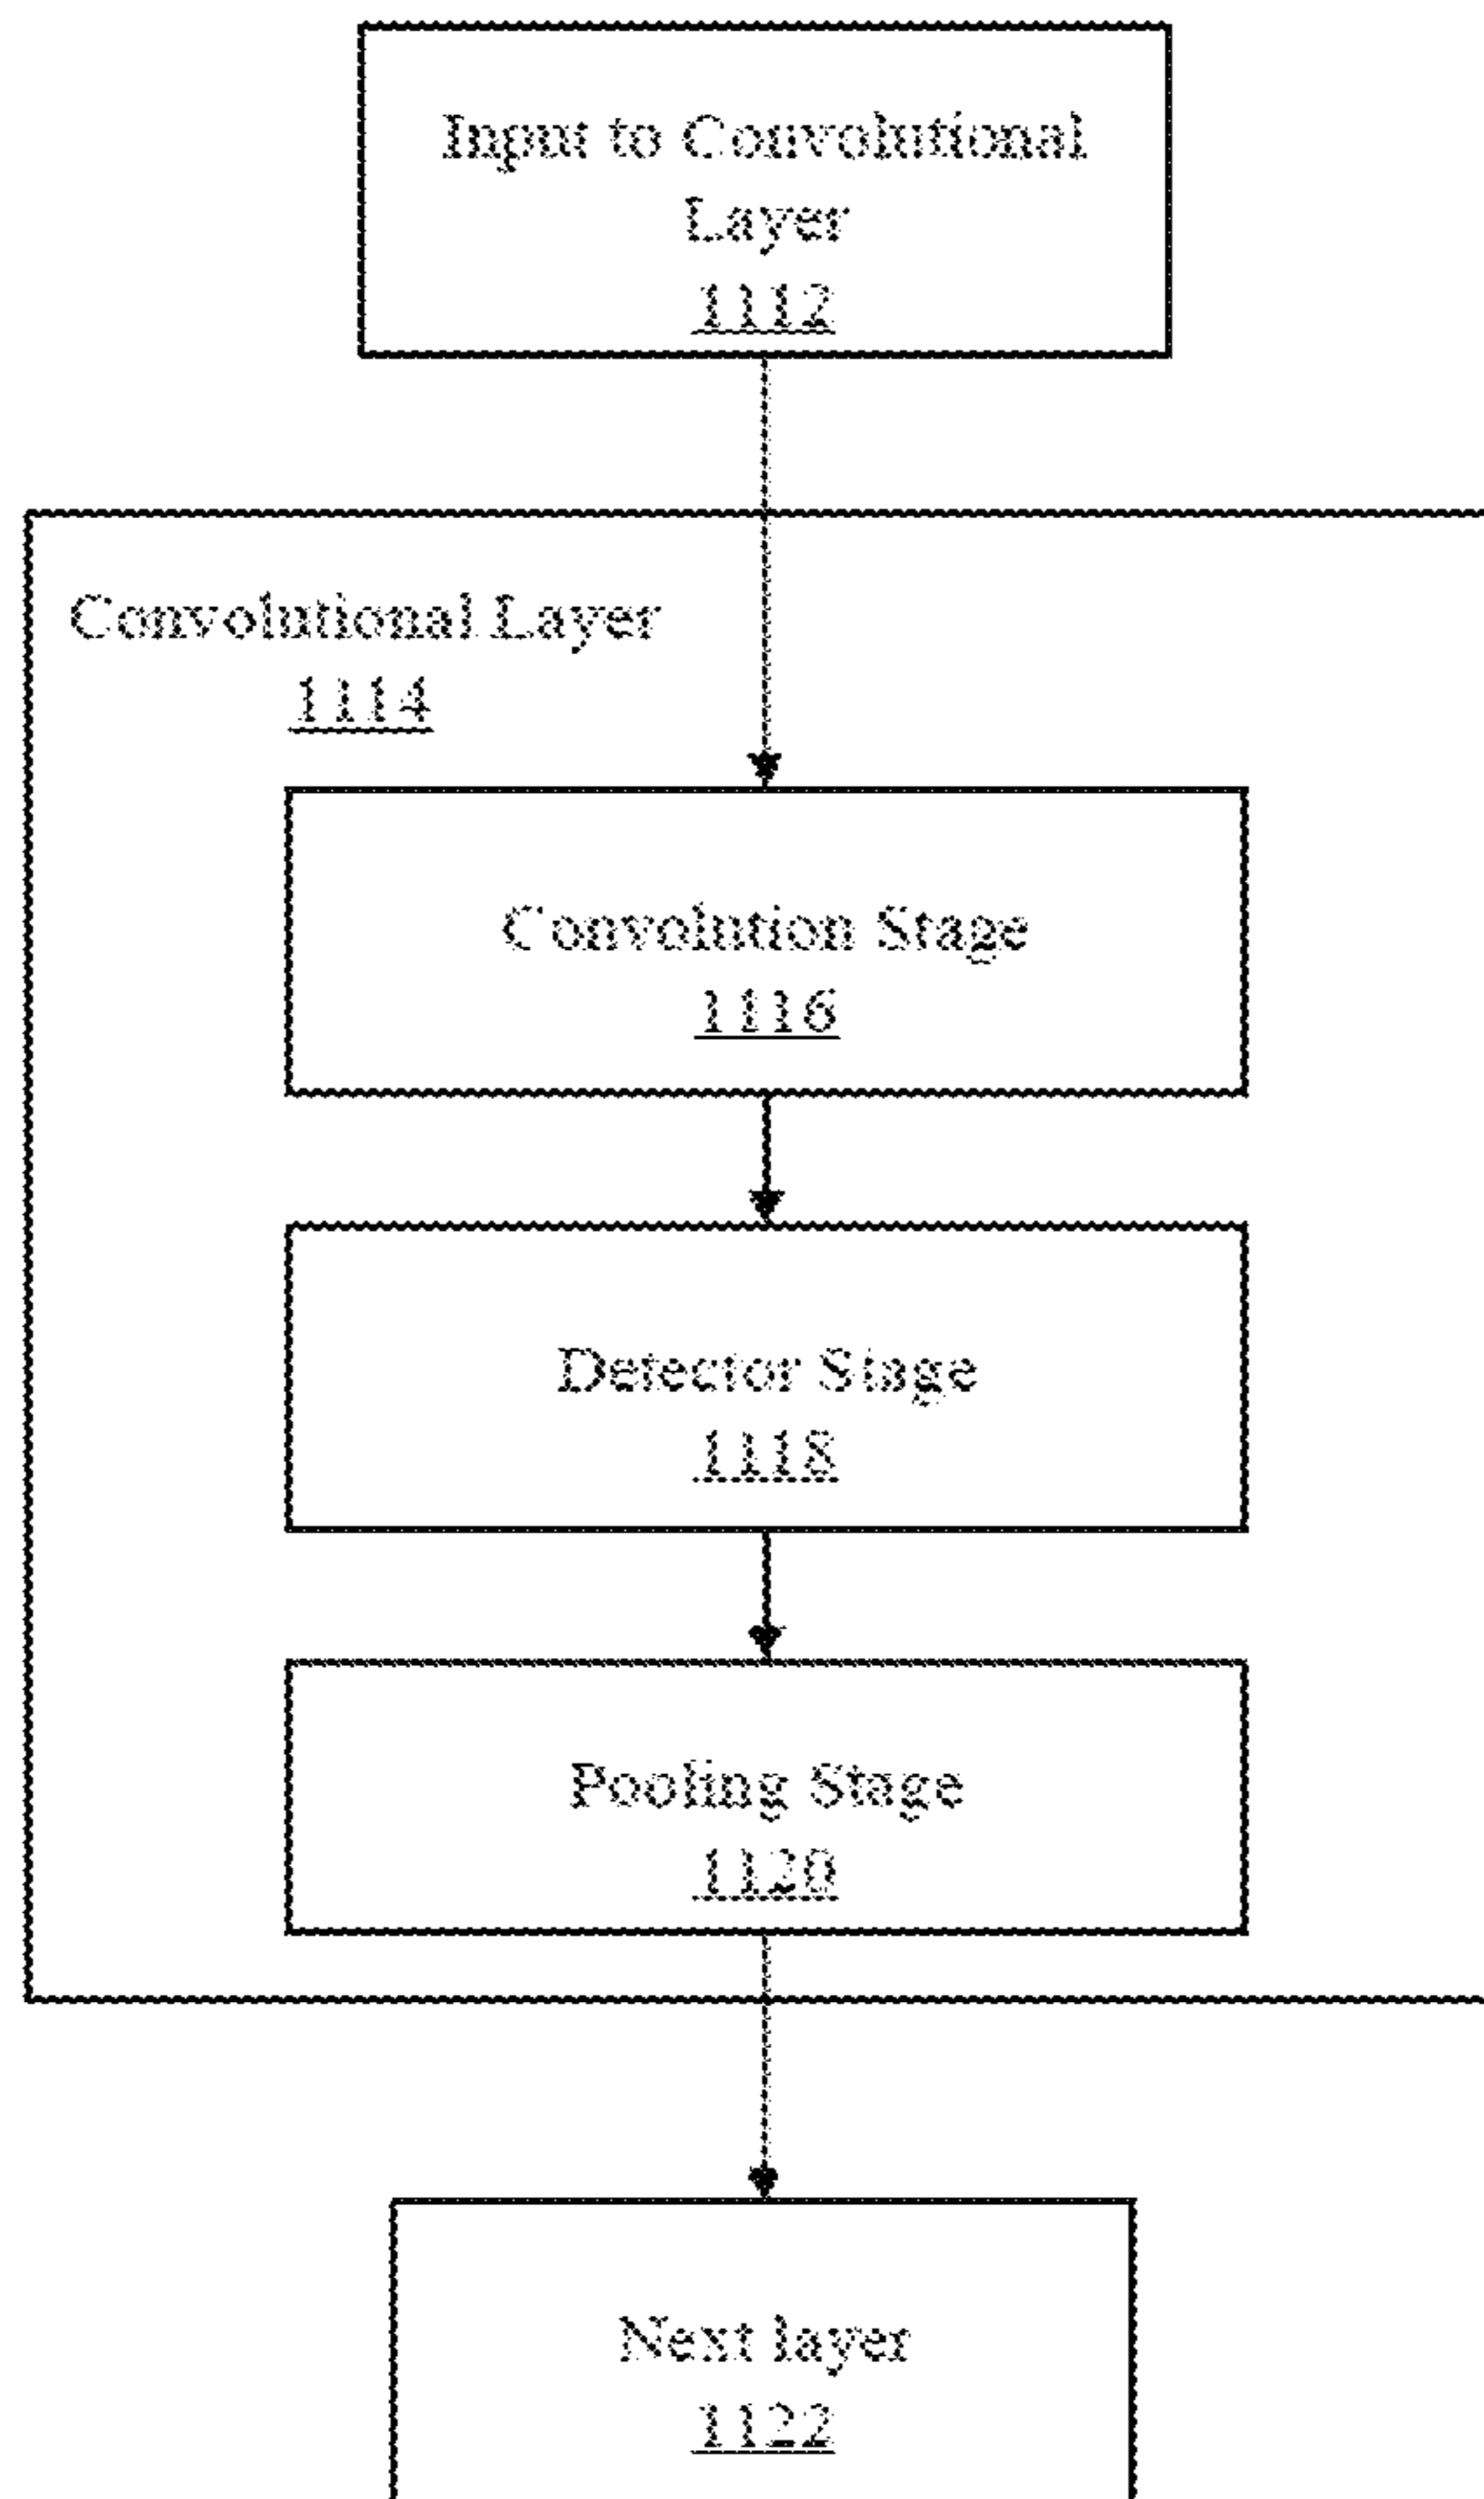 Input to Convolutional
Layer
1112
Convolutional Layer
1114
Convolution Stage
1116
Detector Stage
1118
Pooling Stage
1120
Next layer
1122